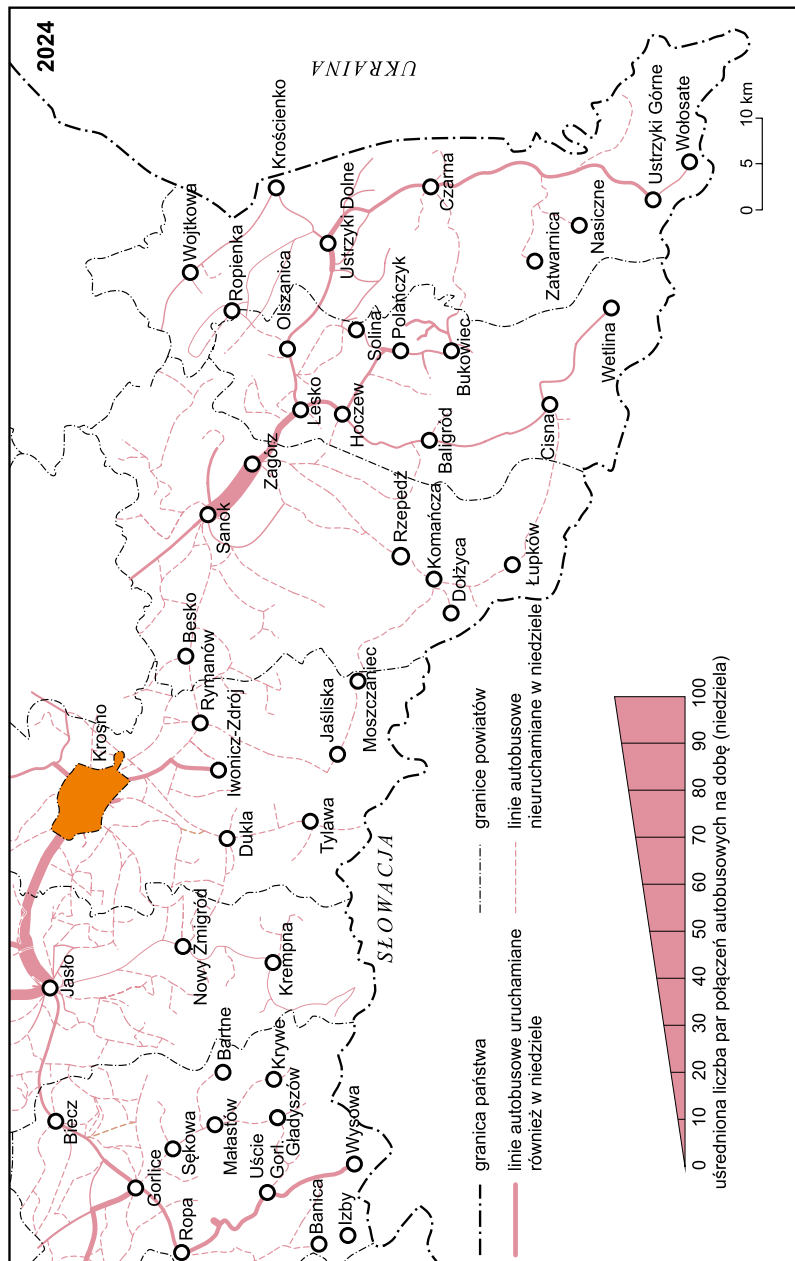 2024
UKRAINA
SŁOWACJA
Biecz
Gorlice
Ropa
Sękowa
Małastów
Bartne
Uście
Gorl.
Gładyszów
Krywe
Wysowa
Banica
Izby
Jasło
Nowy Żmigród
Krempna
Krosno
Dukla
Tylawa
Iwonicz-Zdrój
Rymanów
Besko
Jaśliska
Moszczaniec
Sanok
Zagórz
Rzepedź
Komańcza
Dołżyca
Łupków
Lesko
Hoczew
Baligród
Cisna
Wetlina
Olszanica
Solina
Polańczyk
Bukowiec
Ropienka
Wojtkowa
Krościenko
Ustrzyki Dolne
Czarna
Zatwarnica
Nasiczne
Ustrzyki Górne
Wołosate
0 5 10 km
granica państwa
granice powiatów
linie autobusowe uruchamiane
również w niedziele
linie autobusowe
nieuruchamiane w niedziele
0 10 20 30 40 50 60 70 80 90 100
uśredniona liczba par połączeń autobusowych na dobę (niedziela)